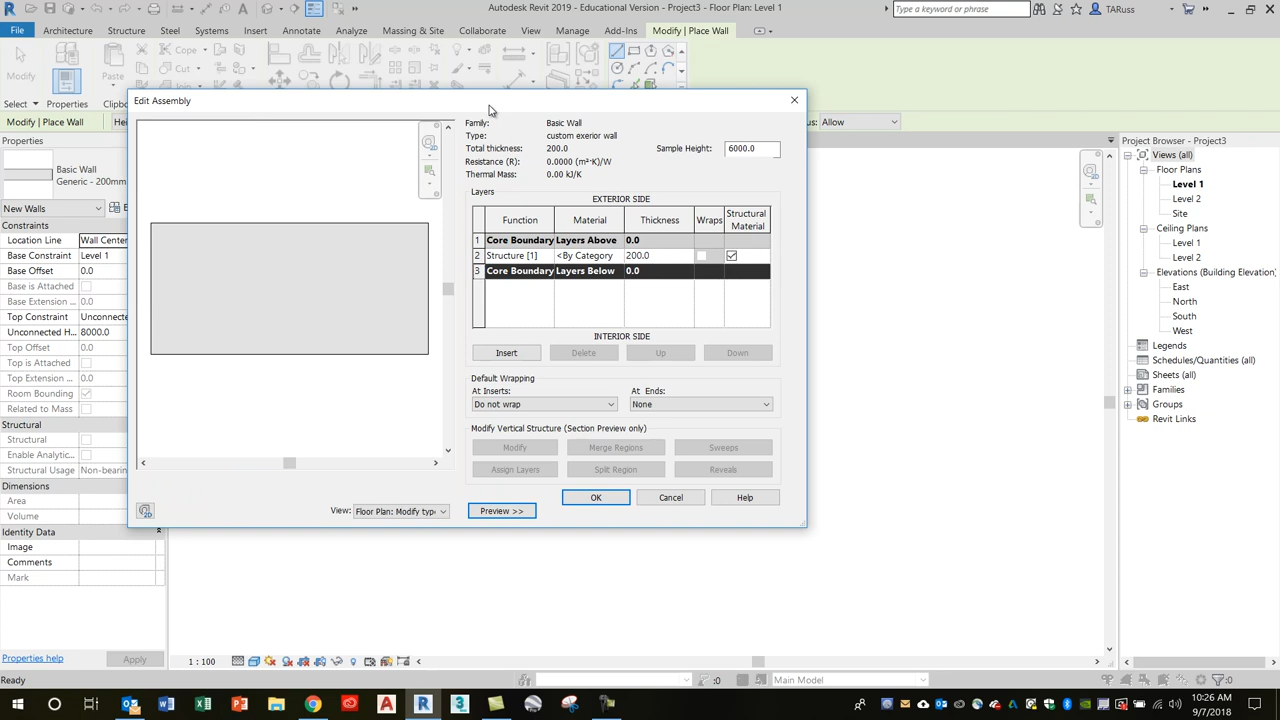 Autodesk Revit 2019 - Educational Version - Project3 - Floor Plan: Level 1
Type a keyword or phrase
TARuss
File Architecture Structure Steel Systems Insert Annotate Analyze Massing & Site Collaborate View Manage Add-Ins Modify | Place Wall
Modify
Paste
Cope
Cut
Select Properties
Modify | Place Wall
Allow
Properties
Basic Wall
Generic - 200mm
New Walls
Constraints
Location Line Wall Center
Base Constraint Level 1
Base Offset 0.0
Base is Attached
Base Extension ... 0.0
Top Constraint Unconnec
Unconnected H... 8000.0
Top Offset 0.0
Top is Attached
Top Extension ... 0.0
Room Bounding
Related to Mass
Structural
Structural
Enable Analytic...
Structural Usage Non-bearin
Dimensions
Area
Volume
Identity Data
Image
Comments
Mark
Properties help
Apply
Edit Assembly
Family: Basic Wall
Type: custom exerior wall
Total thickness: 200.0
Sample Height: 6000.0
Resistance (R): 0.0000 (m²·K)/W
Thermal Mass: 0.00 kJ/K
Layers
EXTERIOR SIDE
Function Material Thickness Wraps Structural Material
1 Core Boundary Layers Above 0.0
2 Structure [1] <By Category 200.0
3 Core Boundary Layers Below 0.0
INTERIOR SIDE
Insert Delete Up Down
Default Wrapping
At Inserts: At Ends:
Do not wrap None
Modify Vertical Structure (Section Preview only)
Modify Merge Regions Sweeps
Assign Layers Split Region Reveals
OK Cancel Help
View: Floor Plan: Modify typ
Preview >>
Project Browser - Project3
Views (all)
Floor Plans
Level 1
Level 2
Site
Ceiling Plans
Level 1
Level 2
Elevations (Building Elevation)
East
North
South
West
Legends
Schedules/Quantities (all)
Sheets (all)
Families
Groups
Revit Links
1 : 100
Ready
:0
Main Model
:0
10:26 AM
9/7/2018